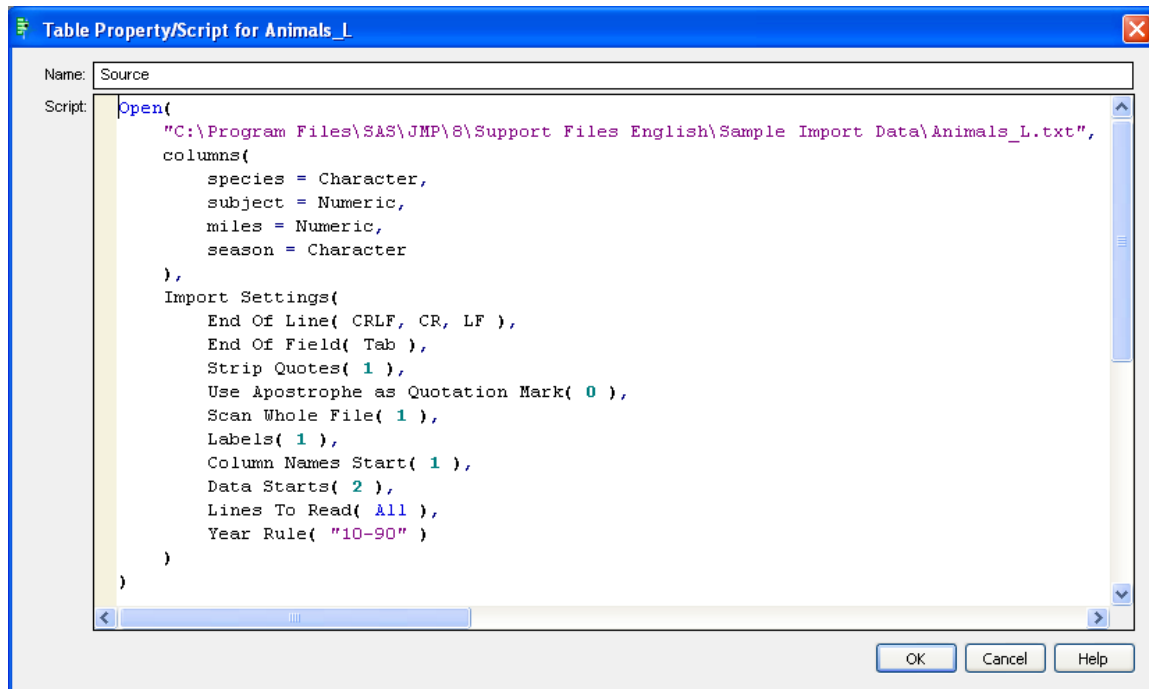 Table Property/Script for Animals_L
Name: Source
Script: Open(
"C:\Program Files\SAS\JMP\8\Support Files English\Sample Import Data\Animals_L.txt",
columns(
species = Character,
subject = Numeric,
miles = Numeric,
season = Character
),
Import Settings(
End Of Line( CRLF, CR, LF ),
End Of Field( Tab ),
Strip Quotes( 1 ),
Use Apostrophe as Quotation Mark( 0 ),
Scan Whole File( 1 ),
Labels( 1 ),
Column Names Start( 1 ),
Data Starts( 2 ),
Lines To Read( All ),
Year Rule( "10-90" )
)
)
OK Cancel Help